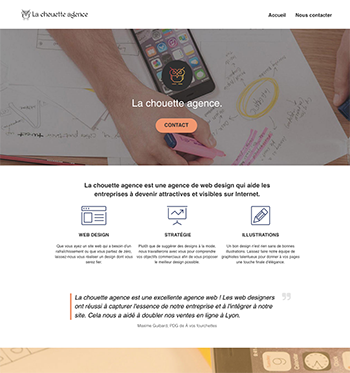 La chouette agence
Accueil Nous contacter
La chouette agence.
CONTACT
La chouette agence est une agence de web design qui aide les
entreprises à devenir attractives et visibles sur Internet.
WEB DESIGN
Que vous ayez un site web qui a besoin d'un
rafraîchissement ou que vous partiez de zéro,
laissez-nous vous réaliser un design dont vous
serez fier.
STRATÉGIE
Plutôt que de suggérer des designs à la mode,
nous travaillerons avec vous pour comprendre
vos objectifs commerciaux afin de vous proposer
le meilleur design possible.
ILLUSTRATIONS
Un bon design n'est rien sans de bonnes
illustrations. Laissez faire notre équipe de
graphistes talentueux pour donner à vos pages
une touche finale d'élégance.
La chouette agence est une excellente agence web ! Les web designers
ont réussi à capturer l'essence de notre entreprise et à l'intégrer à notre
site. Cela nous a aidé à doubler nos ventes en ligne à Lyon.
Maxime Guibard, PDG de À vos fourchettes